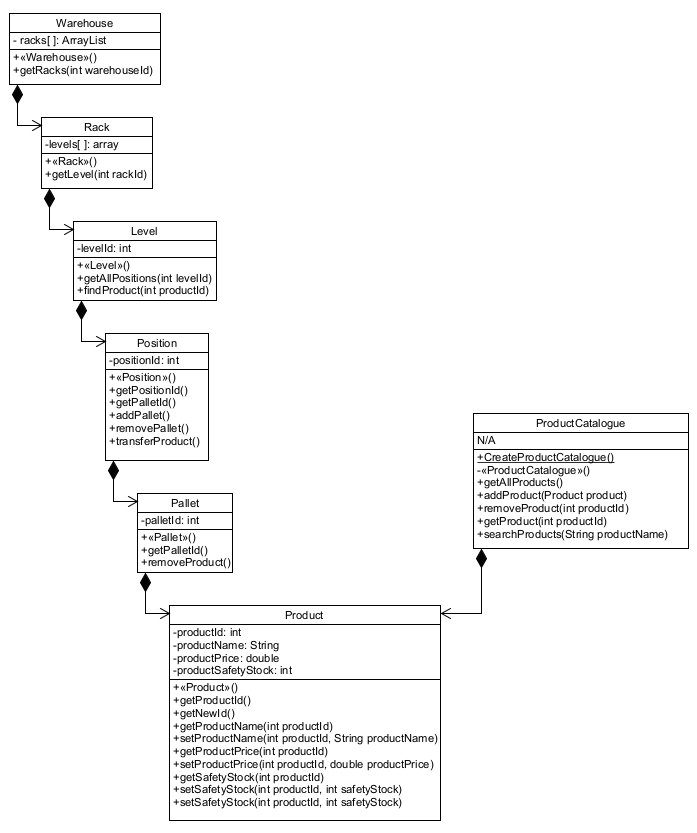 Warehouse
- racks[ ]: ArrayList
+«Warehouse»()
+getRacks(int warehouseId)
Rack
-levels[ ]: array
+«Rack»()
+getLevel(int rackId)
Level
-levelId: int
+«Level»()
+getAllPositions(int levelId)
+findProduct(int productId)
Position
-positionId: int
+«Position»()
+getPositionId()
+getPalletId()
+addPallet()
+removePallet()
+transferProduct()
ProductCatalogue
N/A
+CreateProductCatalogue()
-«ProductCatalogue»()
+getAllProducts()
+addProduct(Product product)
+removeProduct(int productId)
+getProduct(int productId)
+searchProducts(String productName)
Pallet
-palletId: int
+«Pallet»()
+getPalletId()
+removeProduct()
Product
-productId: int
-productName: String
-productPrice: double
-productSafetyStock: int
+«Product»()
+getProductId()
+getNewId()
+getProductName(int productId)
+setProductName(int productId, String productName)
+getProductPrice(int productId)
+setProductPrice(int productId, double productPrice)
+getSafetyStock(int productId)
+setSafetyStock(int productId, int safetyStock)
+setSafetyStock(int productId, int safetyStock)